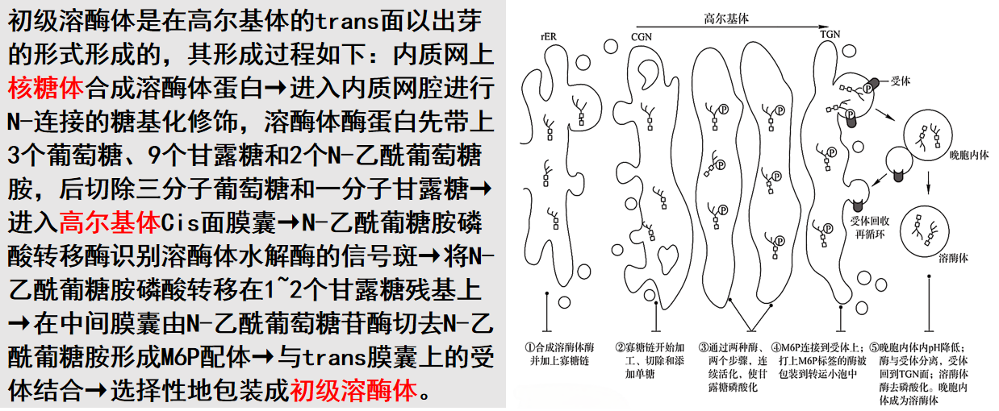 初级溶酶体是在高尔基体的trans面以出芽
的形式形成的，其形成过程如下：内质网上
核糖体合成溶酶体蛋白→进入内质网腔进行
N-连接的糖基化修饰，溶酶体酶蛋白先带上
3个葡萄糖、9个甘露糖和2个N-乙酰葡萄糖
胺，后切除三分子葡萄糖和一分子甘露糖→
进入高尔基体Cis面膜囊→N-乙酰葡糖胺磷
酸转移酶识别溶酶体水解酶的信号斑→将N-
乙酰葡糖胺磷酸转移在1~2个甘露糖残基上
→在中间膜囊由N-乙酰葡萄糖苷酶切去N-乙
酰葡糖胺形成M6P配体→与trans膜囊上的受
体结合→选择性地包装成初级溶酶体。
高尔基体
rER
CGN
TGN
受体
P
P
P
P
P
P
P
P
P
P
晚胞内体
受体回收
再循环
溶酶体
①合成溶酶体酶
并加上寡糖链
②寡糖链开始加
工、切除和添
加单糖
③通过两种酶、
两个步骤，连
续活化，使甘
露糖磷酸化
④M6P连接到受体上；
打上M6P标签的酶被
包装到转运小泡中
⑤晚胞内体内pH降低；
酶与受体分离，受体
回到TGN面；溶酶体
酶去磷酸化。晚胞内
体成为溶酶体